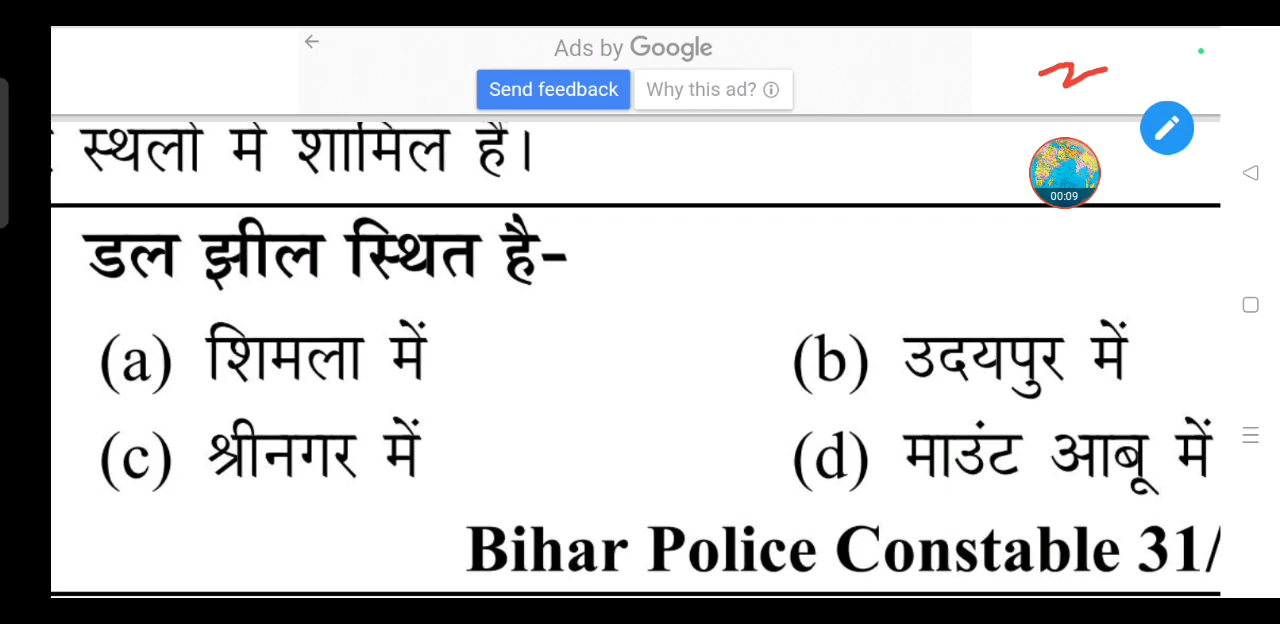 Ads by Google
Send feedback Why this ad?
स्थलों में शामिल है।
00:09
डल झील स्थित है-
(a) शिमला में (b) उदयपुर में
(c) श्रीनगर में (d) माउंट आबू में
Bihar Police Constable 31/